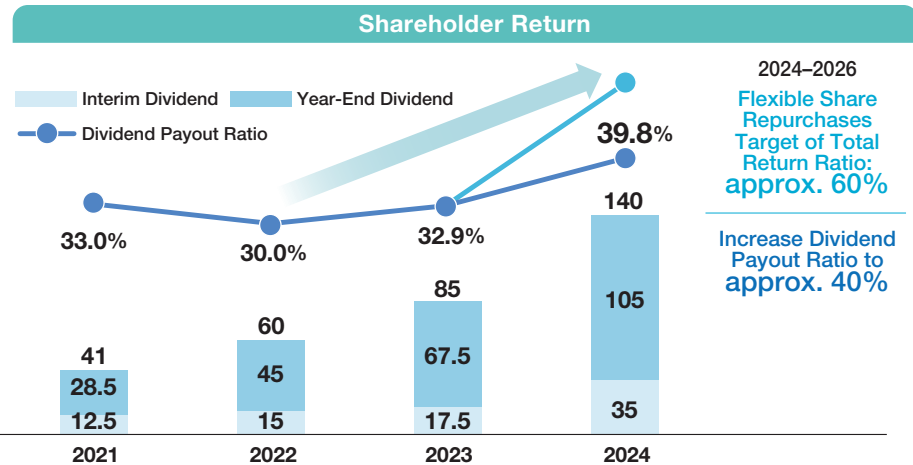 Shareholder Return
Interim Dividend
Year-End Dividend
Dividend Payout Ratio
33.0%
30.0%
32.9%
39.8%
41
28.5
12.5
60
45
15
85
67.5
17.5
140
105
35
2021
2022
2023
2024
2024–2026
Flexible Share
Repurchases
Target of Total
Return Ratio:
approx. 60%
Increase Dividend
Payout Ratio to
approx. 40%